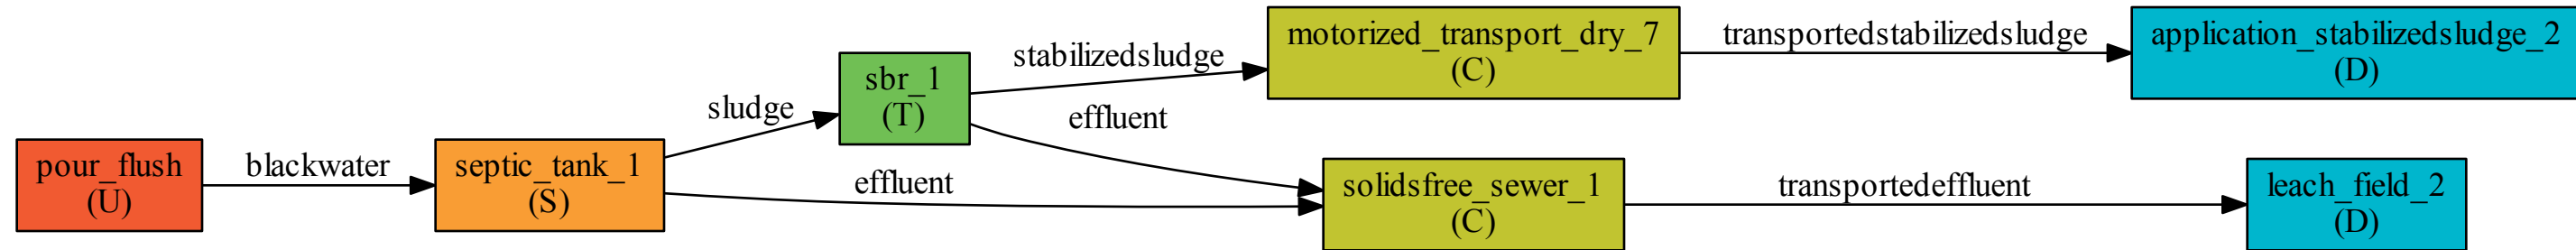 pour_flush
(U)
blackwater
septic_tank_1
(S)
sludge
effluent
sbr_1
(T)
stabilizedsludge
effluent
motorized_transport_dry_7
(C)
solidsfree_sewer_1
(C)
transportedstabilizedsludge
transportedeffluent
application_stabilizedsludge_2
(D)
leach_field_2
(D)